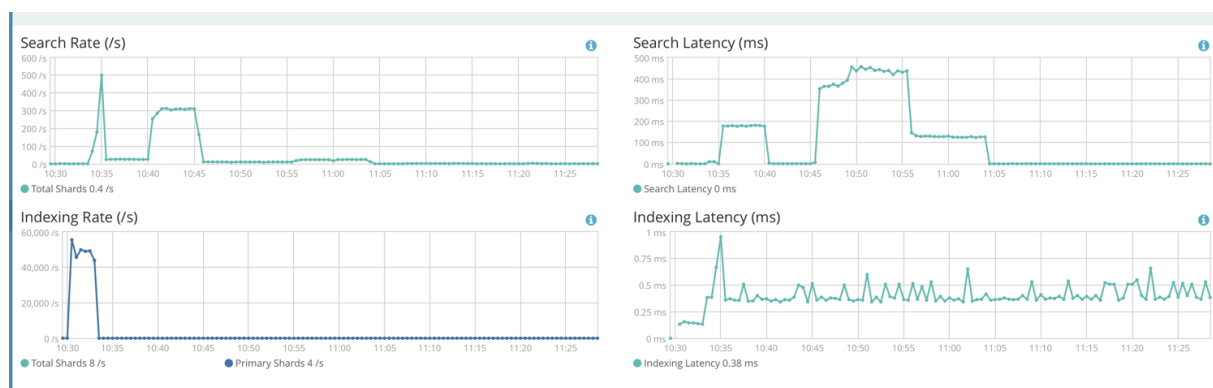 Search Rate (/s)
600 /s
500 /s
400 /s
300 /s
200 /s
100 /s
0 /s
10:30 10:35 10:40 10:45 10:50 10:55 11:00 11:05 11:10 11:15 11:20 11:25
Total Shards 0.4 /s
Search Latency (ms)
500 ms
400 ms
300 ms
200 ms
100 ms
0 ms
10:30 10:35 10:40 10:45 10:50 10:55 11:00 11:05 11:10 11:15 11:20 11:25
Search Latency 0 ms
Indexing Rate (/s)
60,000 /s
40,000 /s
20,000 /s
0 /s
10:30 10:35 10:40 10:45 10:50 10:55 11:00 11:05 11:10 11:15 11:20 11:25
Total Shards 8 /s Primary Shards 4 /s
Indexing Latency (ms)
1 ms
0.75 ms
0.5 ms
0.25 ms
0 ms
10:30 10:35 10:40 10:45 10:50 10:55 11:00 11:05 11:10 11:15 11:20 11:25
Indexing Latency 0.38 ms